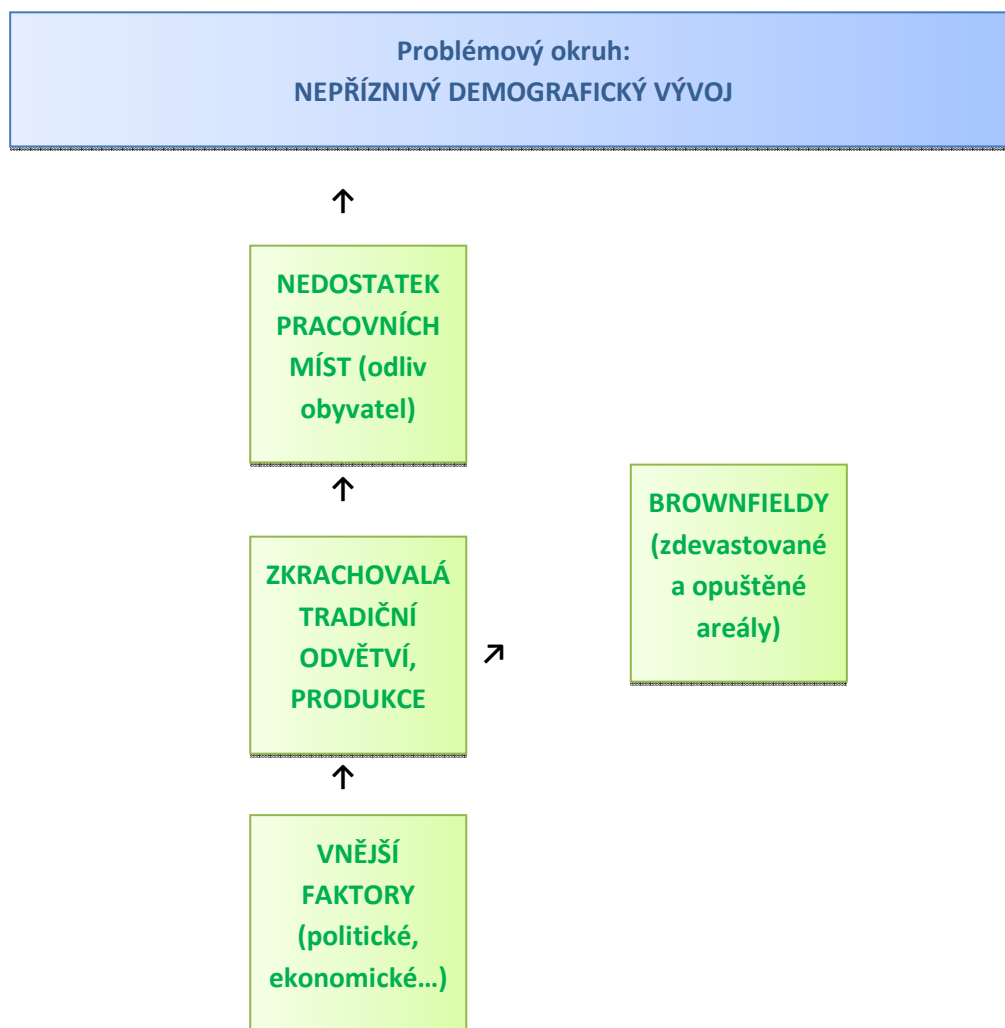 Problémový okruh:
NEPŘÍZNIVÝ DEMOGRAFICKÝ VÝVOJ
↑
NEDOSTATEK
PRACOVNÍCH
MÍST (odliv
obyvatel)
↑
BROWNFIELDY
(zdevastované
a opuštěné
areály)
ZKRACHOVALÁ
TRADIČNÍ
ODVĚTVÍ,
PRODUKCE
↗
↑
VNĚJŠÍ
FAKTORY
(politické,
ekonomické…)